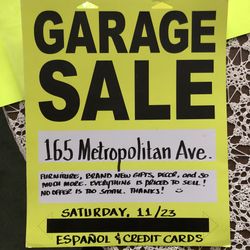 GARAGE
SALE
165 Metropolitan Ave.
FURNITURE, BRAND NEW GIFTS, DECOR, AND SO
MUCH MORE. EVERYTHING IS PRICED TO SELL!
NO OFFER IS TOO SMALL. THANKS!
SATURDAY, 11/23
ESPAÑOL & CREDIT CARDS